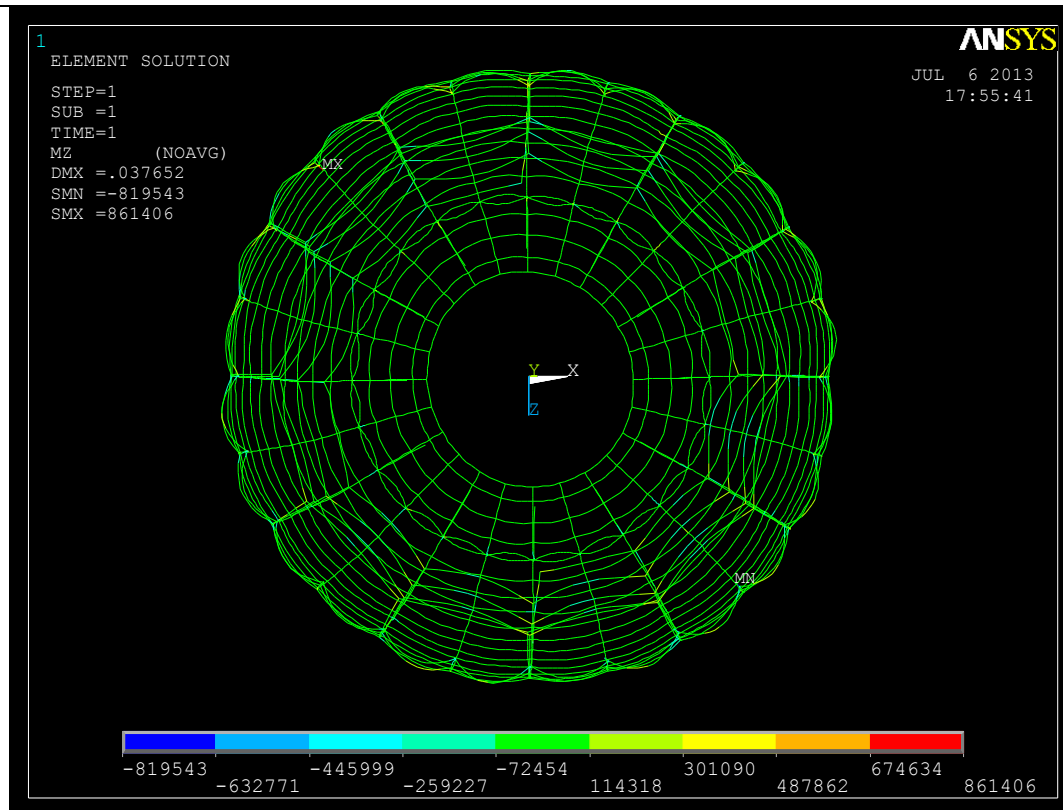 1
ANSYS
ELEMENT SOLUTION
JUL  6 2013
17:55:41
STEP=1
SUB =1
TIME=1
MZ       (NOAVG)
DMX =.037652
SMN =-819543
SMX =861406
MX
Y
X
Z
MN
-819543 -445999 -72454 301090 674634
-632771 -259227 114318 487862 861406